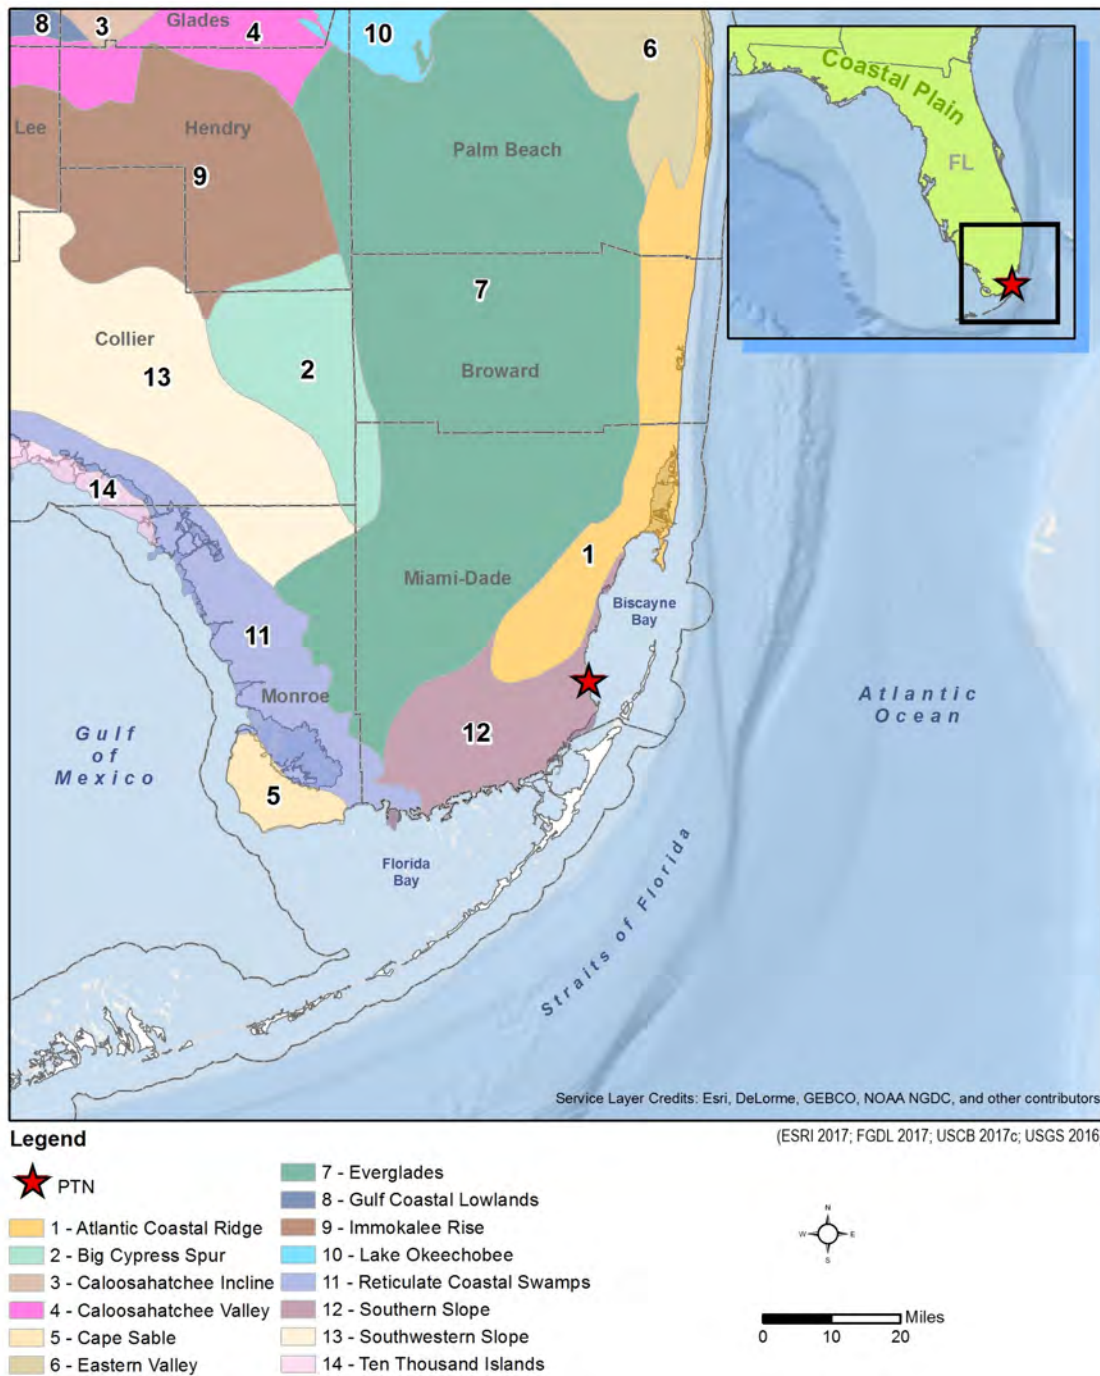 8
3
Glades
4
10
6
Coastal Plain
FL
Lee
Hendry
9
Palm Beach
7
Collier
13
2
Broward
14
1
Miami-Dade
Biscayne
Bay
11
Monroe
12
Gulf
of
Mexico
5
Atlantic
Ocean
Florida
Bay
Straits of Florida
Service Layer Credits: Esri, DeLorme, GEBCO, NOAA NGDC, and other contributors
(ESRI 2017; FGDL 2017; USCB 2017c; USGS 2016)
Legend
PTN
1 - Atlantic Coastal Ridge
2 - Big Cypress Spur
3 - Caloosahatchee Incline
4 - Caloosahatchee Valley
5 - Cape Sable
6 - Eastern Valley
7 - Everglades
8 - Gulf Coastal Lowlands
9 - Immokalee Rise
10 - Lake Okeechobee
11 - Reticulate Coastal Swamps
12 - Southern Slope
13 - Southwestern Slope
14 - Ten Thousand Islands
N
W E
S
Miles
0 10 20